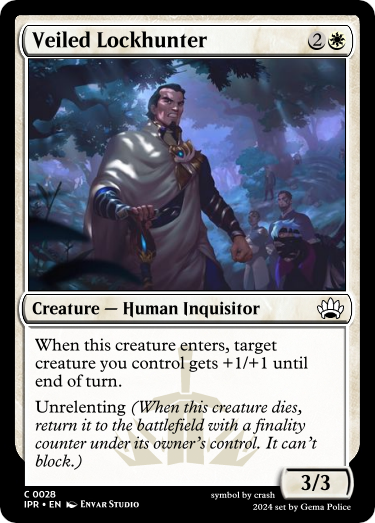 Veiled Lockhunter 2
Creature — Human Inquisitor
When this creature enters, target
creature you control gets +1/+1 until
end of turn.
Unrelenting (When this creature dies,
return it to the battlefield with a finality
counter under its owner's control. It can't
block.)
3/3
C 0028
IPR • EN Envar Studio
symbol by crash
2024 set by Gema Police